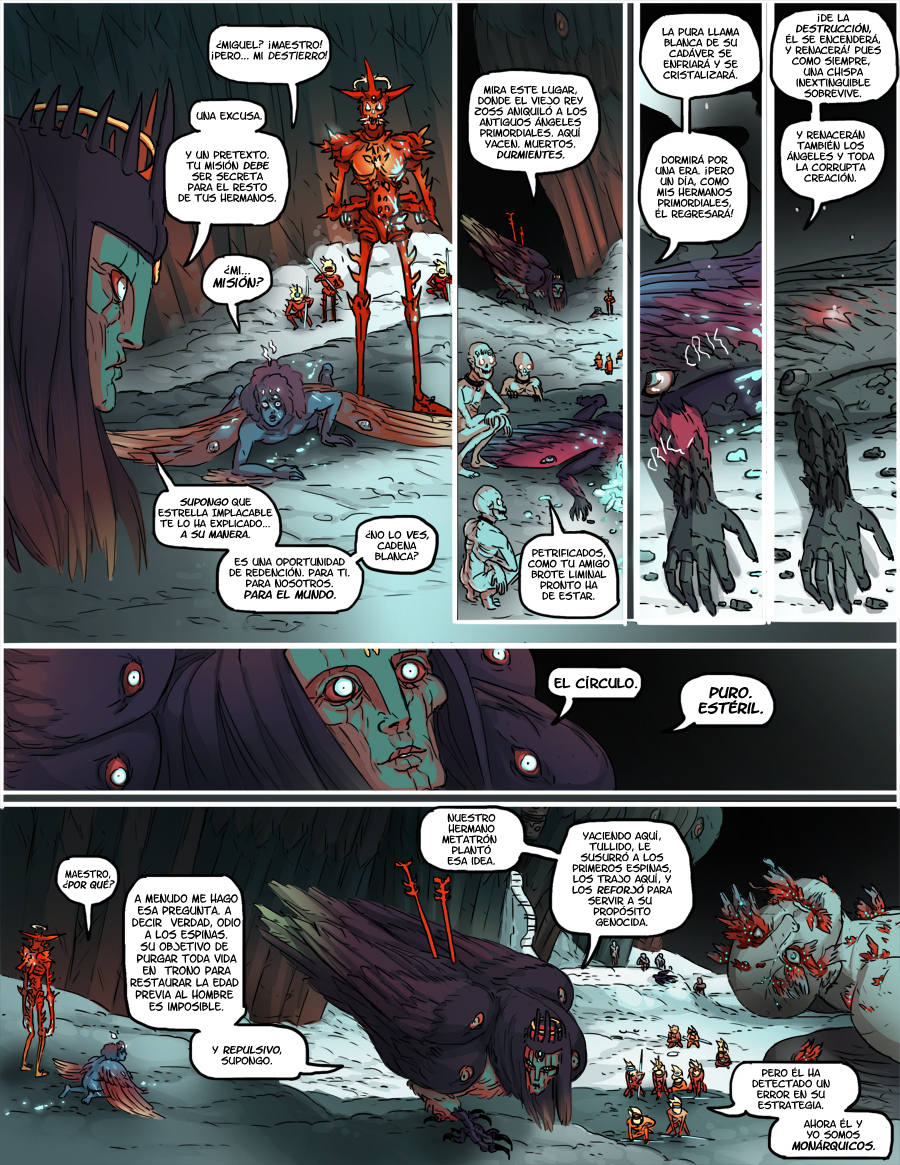 ¿MIGUEL? ¡MAESTRO!
¡PERO... MI DESTIERRO!
UNA EXCUSA.
Y UN PRETEXTO.
TU MISIÓN DEBE
SER SECRETA
PARA EL RESTO
DE TUS HERMANOS.
¿MI...
MISIÓN?
SUPONGO QUE
ESTRELLA IMPLACABLE
TE LO HA EXPLICADO...
A SU MANERA.
¿NO LO VES,
CADENA
BLANCA?
ES UNA OPORTUNIDAD
DE REDENCIÓN. PARA TI.
PARA NOSOTROS.
PARA EL MUNDO.
MIRA ESTE LUGAR,
DONDE EL VIEJO REY
ZOSS ANIQUILÓ A LOS
ANTIGUOS ÁNGELES
PRIMORDIALES. AQUÍ
YACEN. MUERTOS.
DURMIENTES.
PETRIFICADOS,
COMO TU AMIGO
BROTE LIMINAL
PRONTO HA
DE ESTAR.
LA PURA LLAMA
BLANCA DE SU
CADÁVER SE
ENFRIARÁ Y SE
CRISTALIZARÁ.
DORMIRÁ POR
UNA ERA. ¡PERO
UN DÍA, COMO
MIS HERMANOS
PRIMORDIALES,
ÉL REGRESARÁ!
CRK
CRK
¡DE LA
DESTRUCCIÓN,
ÉL SE ENCENDERÁ,
Y RENACERÁ! PUES
COMO SIEMPRE,
UNA CHISPA
INEXTINGUIBLE
SOBREVIVE.
Y RENACERÁN
TAMBIÉN LOS
ÁNGELES Y TODA
LA CORRUPTA
CREACIÓN.
EL CÍRCULO.
PURO.
ESTÉRIL.
MAESTRO,
¿POR QUÉ?
A MENUDO ME HAGO
ESA PREGUNTA. A
DECIR VERDAD, ODIO
A LOS ESPINAS.
SU OBJETIVO DE
PURGAR TODA VIDA
EN TRONO PARA
RESTAURAR LA EDAD
PREVIA AL HOMBRE
ES IMPOSIBLE.
Y REPULSIVO,
SUPONGO.
NUESTRO
HERMANO
METATRÓN
PLANTÓ
ESA IDEA.
YACIENDO AQUÍ,
TULLIDO, LE
SUSURRÓ A LOS
PRIMEROS ESPINAS,
LOS TRAJO AQUÍ, Y
LOS REFORJÓ PARA
SERVIR A SU
PROPÓSITO
GENOCIDA.
PERO ÉL HA
DETECTADO UN
ERROR EN SU
ESTRATEGIA.
AHORA ÉL Y
YO SOMOS
MONÁRQUICOS.